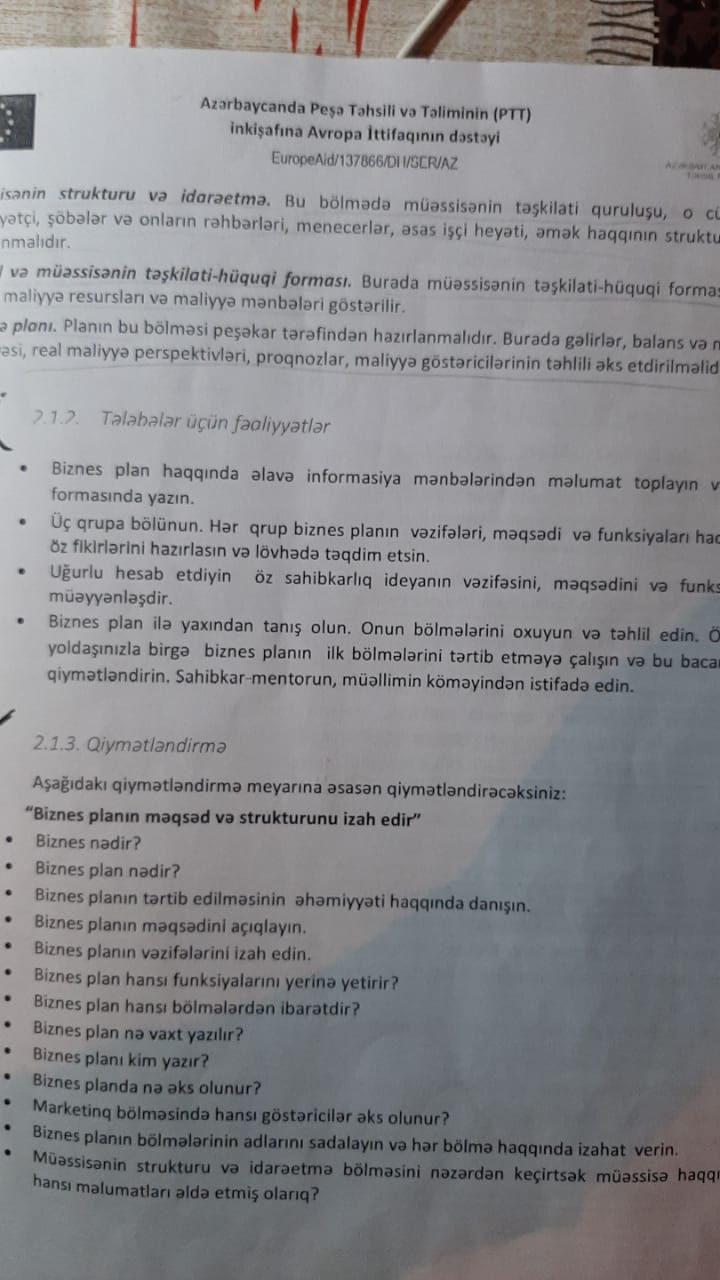 Azərbaycanda Peşə Təhsili və Təliminin (PTT)
inkişafına Avropa İttifaqının dəstəyi
EuropeAid/137866/DH/SER/AZ
isənin strukturu və idarəetmə. Bu bölmədə müəssisənin təşkilati quruluşu, o cü
yətçi, şöbələr və onların rəhbərləri, menecerlər, əsas işçi heyəti, əmək haqqının struktu
nmalıdır.
və müəssisənin təşkilati-hüquqi forması. Burada müəssisənin təşkilati-hüquqi formas
maliyyə resursları və maliyyə mənbələri göstərilir.
ə planı. Planın bu bölməsi peşəkar tərəfindən hazırlanmalıdır. Burada gəlirlər, balans və m
əsi, real maliyyə perspektivləri, proqnozlar, maliyyə göstəricilərinin təhlili əks etdirilməlid
2.1.2. Tələbələr üçün fəaliyyətlər
• Biznes plan haqqında əlavə informasiya mənbələrindən məlumat toplayın v
formasında yazın.
• Üç qrupa bölünun. Hər qrup biznes planın vəzifələri, məqsədi və funksiyaları haq
öz fikirlərini hazırlasın və lövhədə təqdim etsin.
• Uğurlu hesab etdiyin öz sahibkarlıq ideyanın vəzifəsini, məqsədini və funks
müəyyənləşdir.
• Biznes plan ilə yaxından tanış olun. Onun bölmələrini oxuyun və təhlil edin. Ö
yoldaşınızla birgə biznes planın ilk bölmələrini tərtib etməyə çalışın və bu bacar
qiymətləndirin. Sahibkar-mentorun, müəllimin köməyindən istifadə edin.
2.1.3. Qiymətləndirmə
Aşağıdakı qiymətləndirmə meyarına əsasən qiymətləndirəcəksiniz:
“Biznes planın məqsəd və strukturunu izah edir”
• Biznes nədir?
• Biznes plan nədir?
• Biznes planın tərtib edilməsinin əhəmiyyəti haqqında danışın.
• Biznes planın məqsədini açıqlayın.
• Biznes planın vəzifələrini izah edin.
• Biznes plan hansı funksiyalarını yerinə yetirir?
• Biznes plan hansı bölmələrdən ibarətdir?
• Biznes plan nə vaxt yazılır?
• Biznes planı kim yazır?
• Biznes planda nə əks olunur?
• Marketinq bölməsində hansı göstəricilər əks olunur?
• Biznes planın bölmələrinin adlarını sadalayın və hər bölmə haqqında izahat verin.
• Müəssisənin strukturu və idarəetmə bölməsini nəzərdən keçirtsək müəssisə haqqı
hansı məlumatları əldə etmiş olarıq?